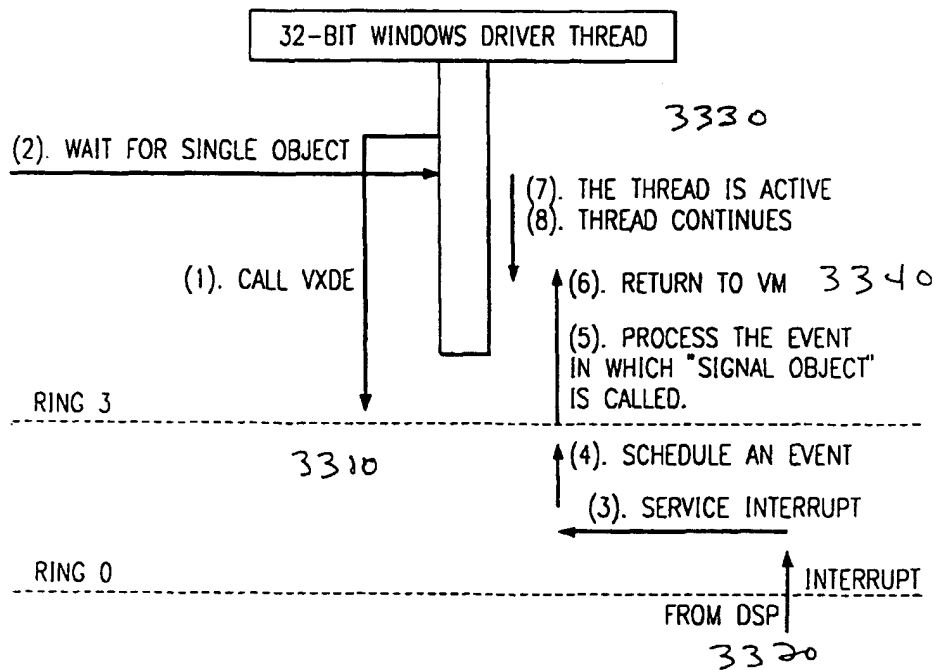 32-BIT WINDOWS DRIVER THREAD
3330
(2). WAIT FOR SINGLE OBJECT
(7). THE THREAD IS ACTIVE
(8). THREAD CONTINUES
(1). CALL VXDE
(6). RETURN TO VM 3340
(5). PROCESS THE EVENT
IN WHICH "SIGNAL OBJECT"
IS CALLED.
RING 3
3310
(4). SCHEDULE AN EVENT
(3). SERVICE INTERRUPT
RING 0
INTERRUPT
FROM DSP
3320